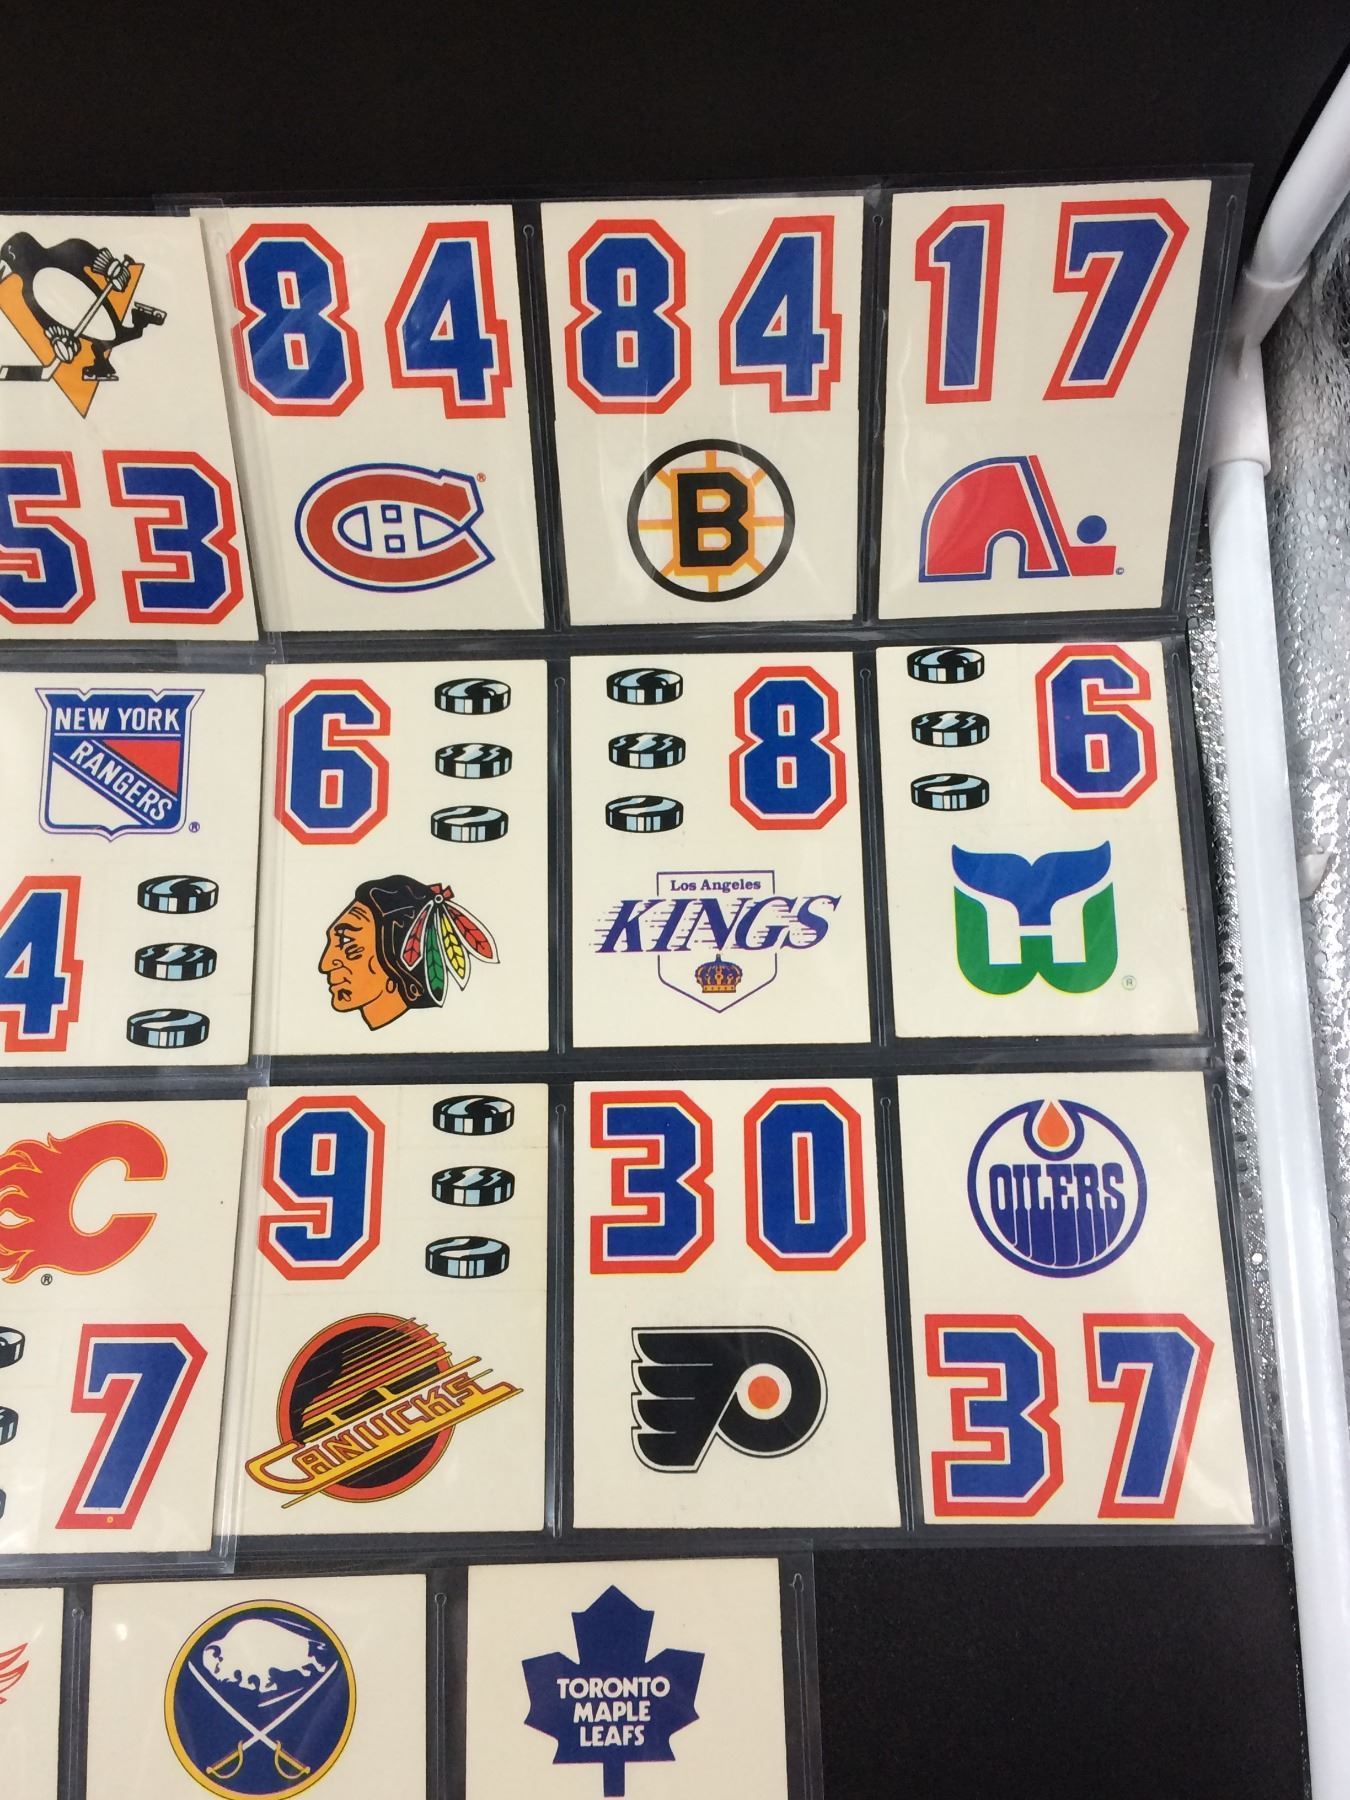 84
84
17
®
B
©
53
NEW YORK
RANGERS
®
6
8
6
4
Los Angeles
KINGS
®
C
®
9
30
OILERS
7
CANUCKS
P
37
TORONTO
MAPLE
LEAFS